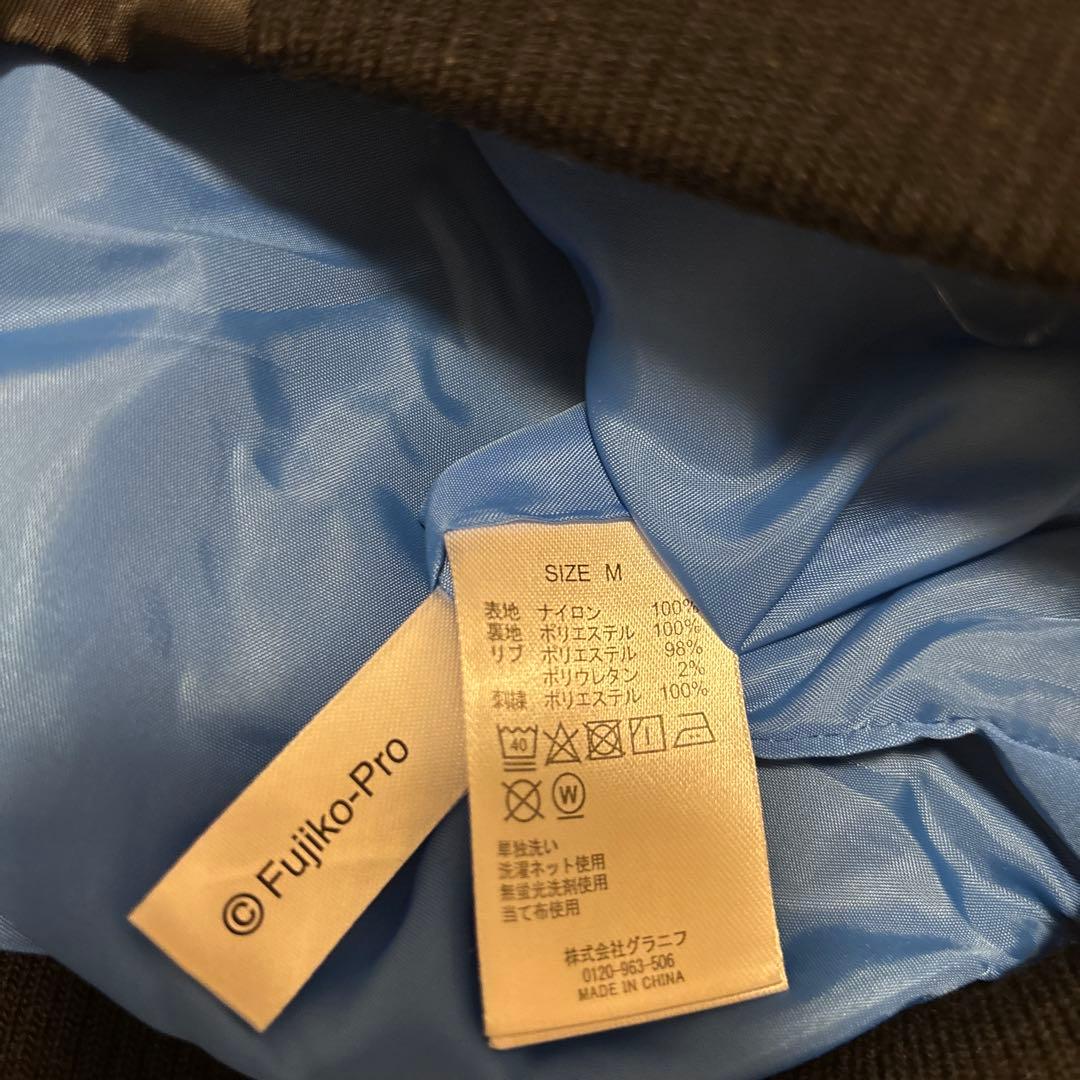 SIZE M
表地 ナイロン 100%
裏地 ポリエステル 100%
リブ ポリエステル 98%
ポリウレタン 2%
刺繍 ポリエステル 100%
40
W
単独洗い
洗濯ネット使用
無蛍光洗剤使用
当て布使用
株式会社グラニフ
0120-963-506
MADE IN CHINA
© Fujiko-Pro